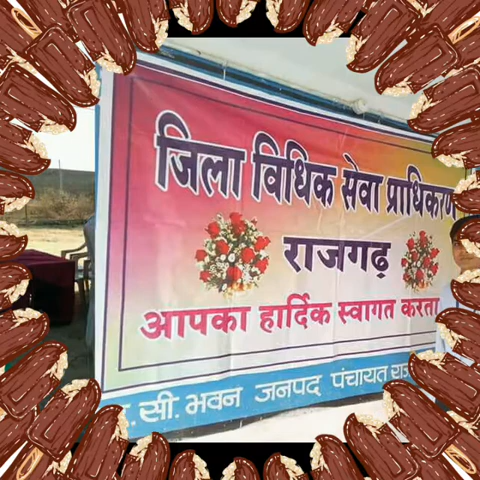 जिला विधिक सेवा प्राधिकरण
राजगढ़
आपका हार्दिक स्वागत करता
सी. भवन जनपद पंचायत